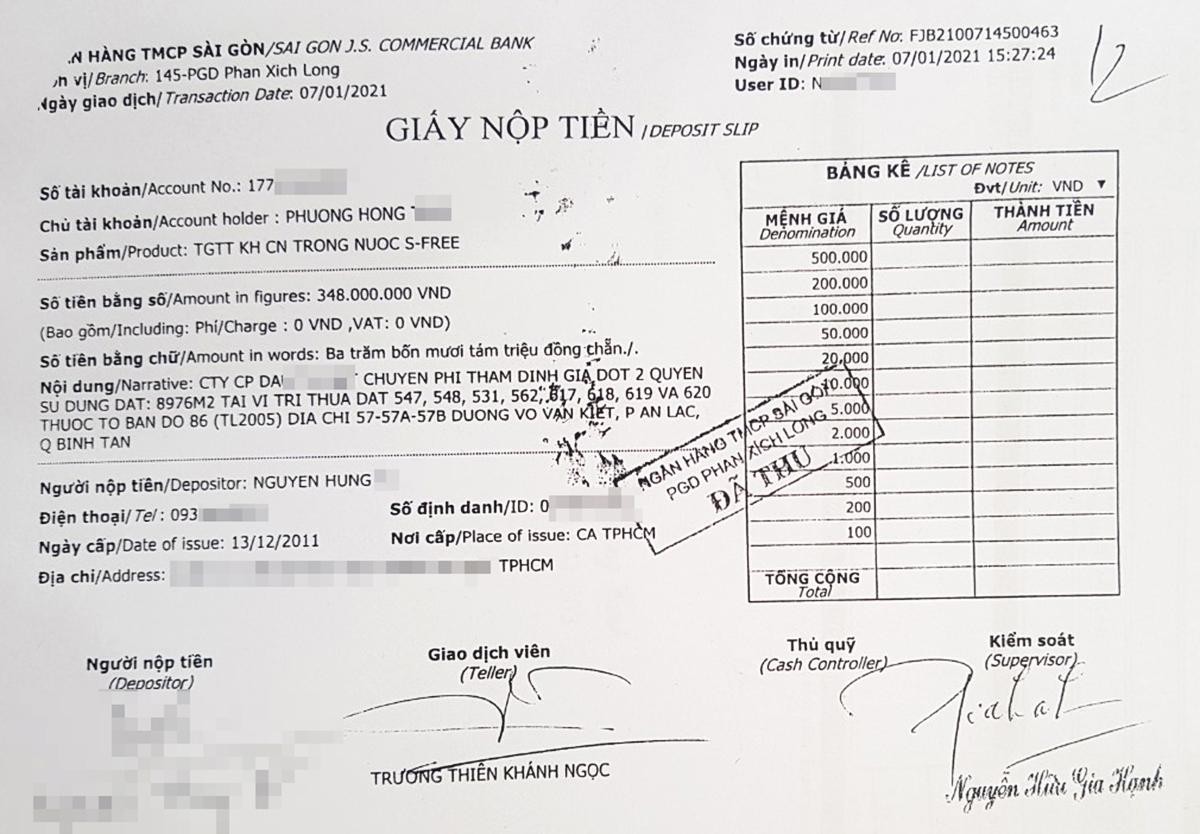 N HÀNG TMCP SÀI GÒN/SAI GON J.S. COMMERCIAL BANK
n vị/Branch: 145-PGD Phan Xich Long
Ngày giao dịch/Transaction Date: 07/01/2021
Số chứng từ/Ref No: FJB2100714500463
Ngày in/Print date: 07/01/2021 15:27:24
User ID: N
12
GIẤY NỘP TIỀN /DEPOSIT SLIP
Số tài khoản/Account No.: 177
Chủ tài khoản/Account holder : PHUONG HONG
Sản phẩm/Product: TGTT KH CN TRONG NUOC S-FREE
Số tiền bằng số/Amount in figures: 348.000.000 VND
(Bao gồm/Including: Phí/Charge : 0 VND ,VAT: 0 VND)
Số tiền bằng chữ/Amount in words: Ba trăm bốn mươi tám triệu đồng chẵn./.
Nội dung/Narrative: CTY CP DA CHUYEN PHI THAM DINH GIA DOT 2 QUYEN
SU DUNG DAT: 8976M2 TAI VI TRI THUA DAT 547, 548, 531, 562, 617, 618, 619 VA 620
THUOC TO BAN DO 86 (TL2005) DIA CHI 57-57A-57B DUONG VO VAN KIET, P AN LAC,
Q BINH TAN
Người nộp tiền/Depositor: NGUYEN HUNG
Điện thoại/Tel : 093
Số định danh/ID: 0
Ngày cấp/Date of issue: 13/12/2011
Nơi cấp/Place of issue: CA TPHCM
Địa chỉ/Address: TPHCM
BẢNG KÊ /LIST OF NOTES
Đvt/Unit: VND ▼
MỆNH GIÁ SỐ LƯỢNG THÀNH TIỀN
Denomination Quantity Amount
500.000
200.000
100.000
50.000
20.000
10.000
5.000
2.000
1.000
500
200
100
TỔNG CỘNG
Total
NGÂN HÀNG TMCP SÀI GÒN
PGD PHAN XÍCH LONG
ĐÃ THU
Người nộp tiền
(Depositor)
Giao dịch viên
(Teller)
Thủ quỹ
(Cash Controller)
Kiểm soát
(Supervisor)
TRƯƠNG THIÊN KHÁNH NGỌC
Nguyễn Hữu Gia Hạnh